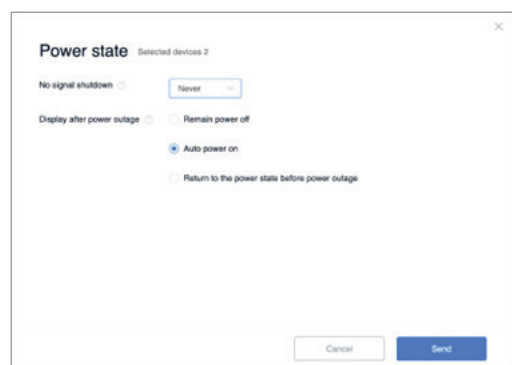 Power state Selected devices 2
No signal shutdown Never
Display after power outage Remain power off
Auto power on
Return to the power state before power outage
Cancel Send